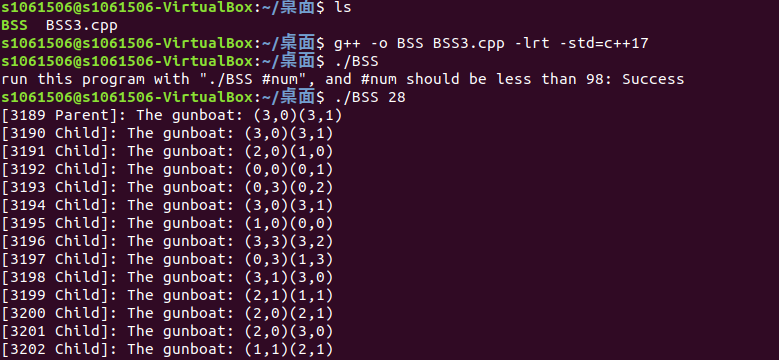 s1061506@s1061506-VirtualBox:~/桌面$ ls
BSS  BSS3.cpp
s1061506@s1061506-VirtualBox:~/桌面$ g++ -o BSS BSS3.cpp -lrt -std=c++17
s1061506@s1061506-VirtualBox:~/桌面$ ./BSS
run this program with "./BSS #num", and #num should be less than 98: Success
s1061506@s1061506-VirtualBox:~/桌面$ ./BSS 28
[3189 Parent]: The gunboat: (3,0)(3,1)
[3190 Child]: The gunboat: (3,0)(3,1)
[3191 Child]: The gunboat: (2,0)(1,0)
[3192 Child]: The gunboat: (0,0)(0,1)
[3193 Child]: The gunboat: (0,3)(0,2)
[3194 Child]: The gunboat: (3,0)(3,1)
[3195 Child]: The gunboat: (1,0)(0,0)
[3196 Child]: The gunboat: (3,3)(3,2)
[3197 Child]: The gunboat: (0,3)(1,3)
[3198 Child]: The gunboat: (3,1)(3,0)
[3199 Child]: The gunboat: (2,1)(1,1)
[3200 Child]: The gunboat: (2,0)(2,1)
[3201 Child]: The gunboat: (2,0)(3,0)
[3202 Child]: The gunboat: (1,1)(2,1)